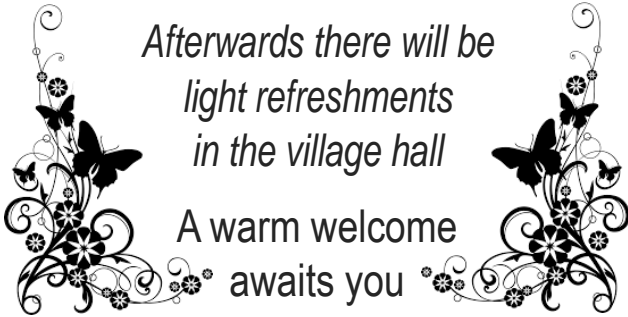 Afterwards there will be
light refreshments
in the village hall
A warm welcome
awaits you